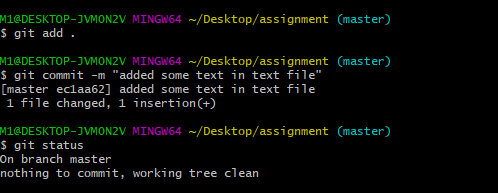 M1@DESKTOP-JVMON2V MINGW64 ~/Desktop/assignment (master)
$ git add .
M1@DESKTOP-JVMON2V MINGW64 ~/Desktop/assignment (master)
$ git commit -m "added some text in text file"
[master ec1aa62] added some text in text file
1 file changed, 1 insertion(+)
M1@DESKTOP-JVMON2V MINGW64 ~/Desktop/assignment (master)
$ git status
On branch master
nothing to commit, working tree clean